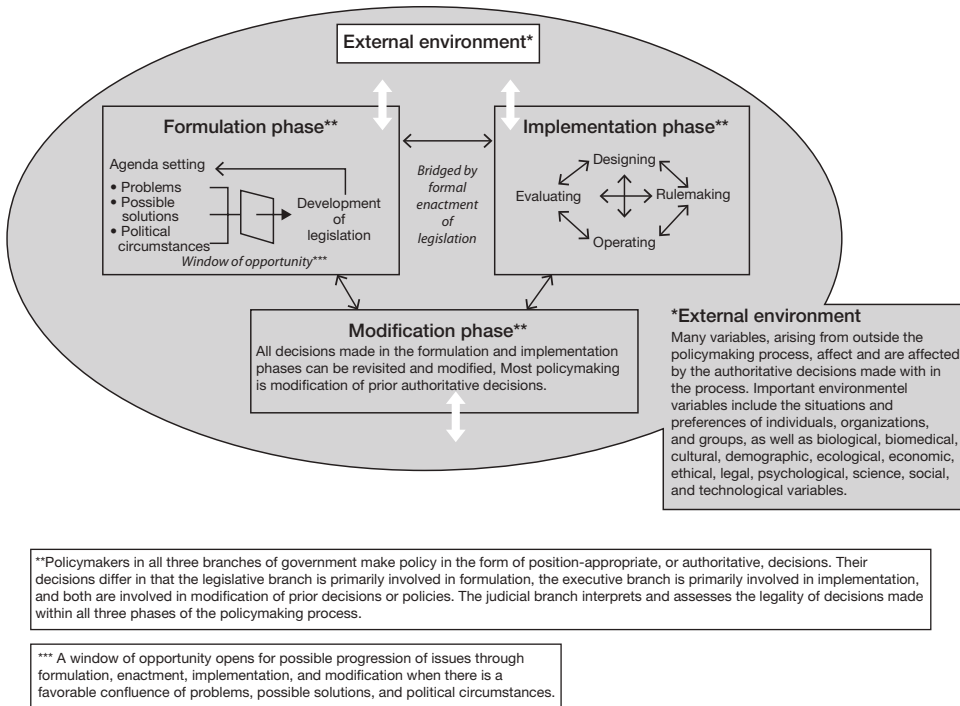 External environment*
Formulation phase**
Agenda setting
• Problems
• Possible
solutions
• Political
circumstances
Development
of
legislation
Window of opportunity***
Bridged by
formal
enactment
of
legislation
Implementation phase**
Designing
Evaluating
Rulemaking
Operating
Modification phase**
All decisions made in the formulation and implementation
phases can be revisited and modified, Most policymaking
is modification of prior authoritative decisions.
*External environment
Many variables, arising from outside the
policymaking process, affect and are affected
by the authoritative decisions made with in
the process. Important environmentel
variables include the situations and
preferences of individuals, organizations,
and groups, as well as biological, biomedical,
cultural, demographic, ecological, economic,
ethical, legal, psychological, science, social,
and technological variables.
**Policymakers in all three branches of government make policy in the form of position-appropriate, or authoritative, decisions. Their
decisions differ in that the legislative branch is primarily involved in formulation, the executive branch is primarily involved in implementation,
and both are involved in modification of prior decisions or policies. The judicial branch interprets and assesses the legality of decisions made
within all three phases of the policymaking process.
*** A window of opportunity opens for possible progression of issues through
formulation, enactment, implementation, and modification when there is a
favorable confluence of problems, possible solutions, and political circumstances.